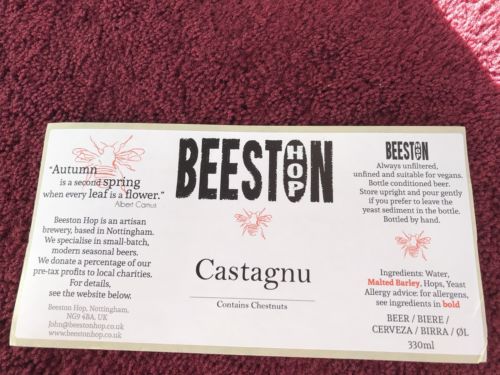 "Autumn
is a second spring
when every leaf is a flower."
Albert Camus
Beeston Hop is an artisan
brewery, based in Nottingham.
We specialise in small-batch,
modern seasonal beers.
We donate a percentage of our
pre-tax profits to local charities.
For details,
see the website below.
Beeston Hop, Nottingham,
NG9 4BA, UK
John@beestonhop.co.uk
www.beestonhop.co.uk
BEESTON
HOP
Castagnu
Contains Chestnuts
BEESTON
HOP
Always unfiltered,
unfined and suitable for vegans.
Bottle conditioned beer.
Store upright and pour gently
if you prefer to leave the
yeast sediment in the bottle.
Bottled by hand.
Ingredients: Water,
Malted Barley, Hops, Yeast
Allergy advice: for allergens,
see ingredients in bold
BEER / BIERE /
CERVEZA / BIRRA / ØL
330ml